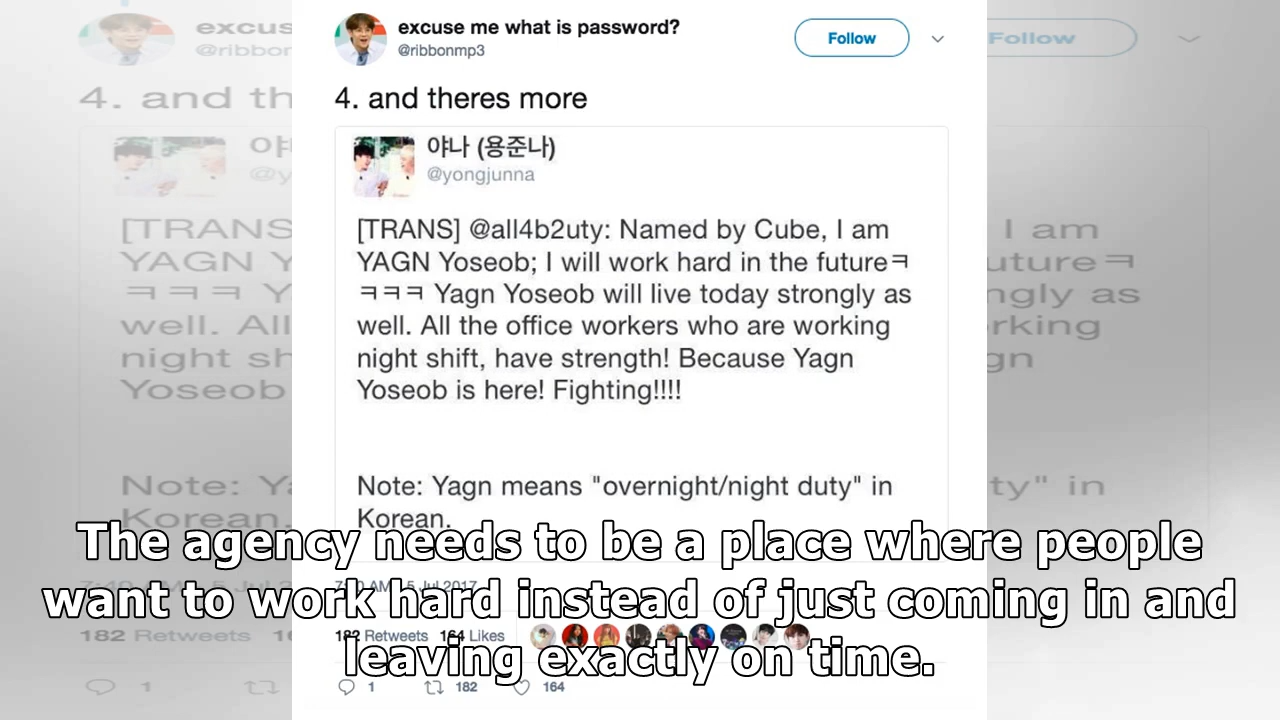 excuse me what is password?
@ribbonmp3
Follow
4. and theres more
야나 (용준나)
@yongjunna
[TRANS] @all4b2uty: Named by Cube, I am
YAGN Yoseob; I will work hard in the futureㅋ
ㅋㅋㅋ Yagn Yoseob will live today strongly as
well. All the office workers who are working
night shift, have strength! Because Yagn
Yoseob is here! Fighting!!!!
Note: Yagn means "overnight/night duty" in
Korean.
The agency needs to be a place where people
want to work hard instead of just coming in and
leaving exactly on time.
5 Jul 2017
182 Retweets 164 Likes
1 182 164